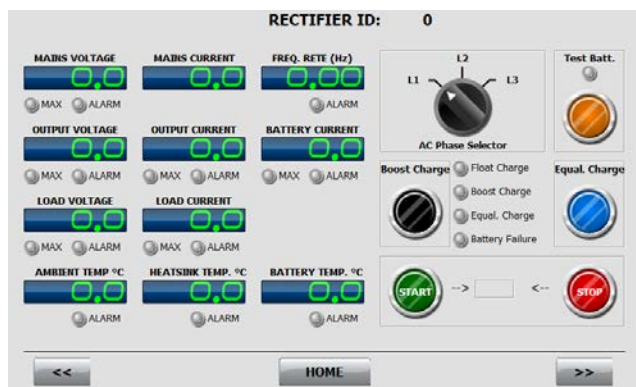 RECTIFIER ID: 0
MAINS VOLTAGE
0.0
MAX ALARM
MAINS CURRENT
0.0
FREQ. RETE (Hz)
0.00
ALARM
OUTPUT VOLTAGE
0.0
MAX ALARM
OUTPUT CURRENT
0.0
MAX ALARM
BATTERY CURRENT
0.0
MAX ALARM
LOAD VOLTAGE
0.0
MAX ALARM
LOAD CURRENT
0.0
MAX ALARM
AMBIENT TEMP °C
0.0
ALARM
HEATSINK TEMP. °C
0.0
ALARM
BATTERY TEMP. °C
0.0
ALARM
L2
L1 L3
AC Phase Selector
Test Batt.
Boost Charge
Float Charge
Boost Charge
Equal. Charge
Battery Failure
Equal. Charge
START --> <-- STOP
<< HOME >>